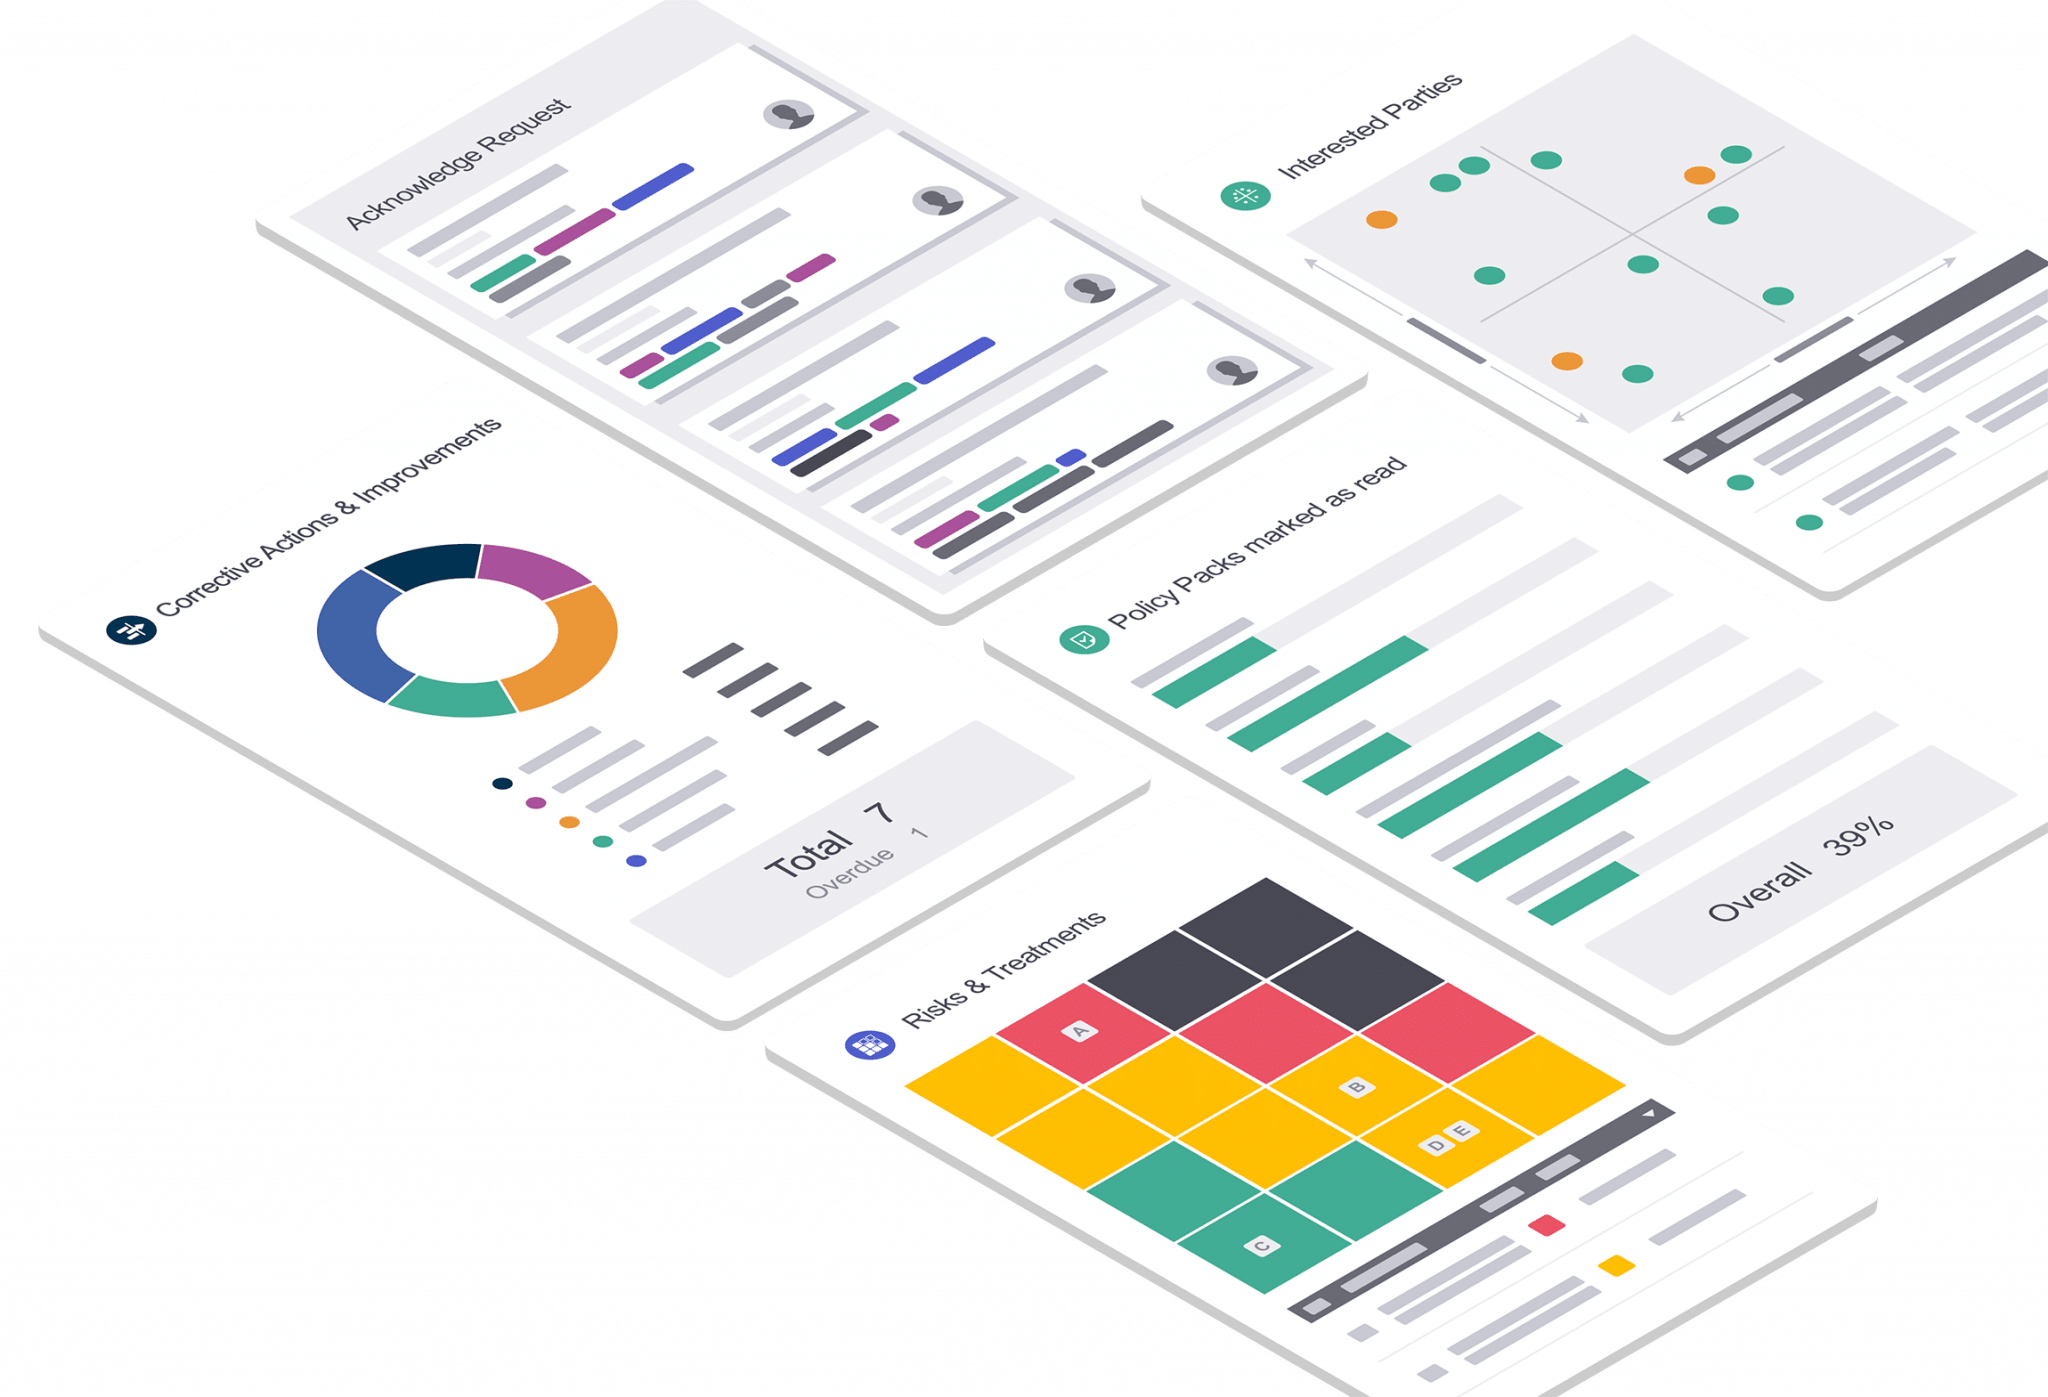 Acknowledge Request
Interested Parties
Corrective Actions & Improvements
Total 7
Overdue 1
Policy Packs marked as read
Overall 39%
Risks & Treatments
A
B
D E
C